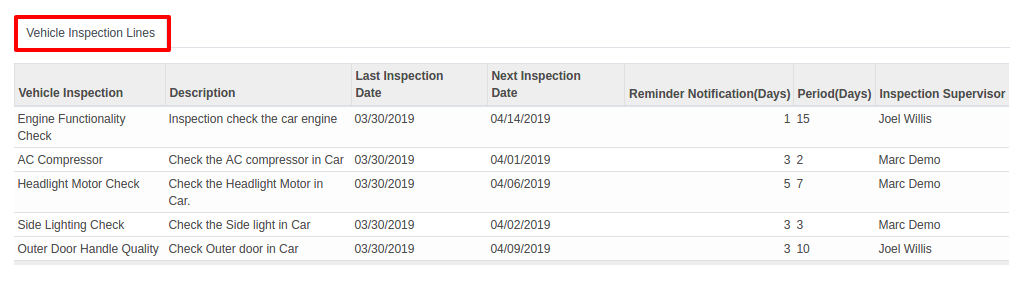 Vehicle Inspection Lines
Vehicle Inspection Description Last Inspection Date Next Inspection Date Reminder Notification(Days) Period(Days) Inspection Supervisor
Engine Functionality Check Inspection check the car engine 03/30/2019 04/14/2019 1 15 Joel Willis
AC Compressor Check the AC compressor in Car 03/30/2019 04/01/2019 3 2 Marc Demo
Headlight Motor Check Check the Headlight Motor in Car. 03/30/2019 04/06/2019 5 7 Marc Demo
Side Lighting Check Check the Side light in Car 03/30/2019 04/02/2019 3 3 Marc Demo
Outer Door Handle Quality Check Outer door in Car 03/30/2019 04/09/2019 3 10 Joel Willis